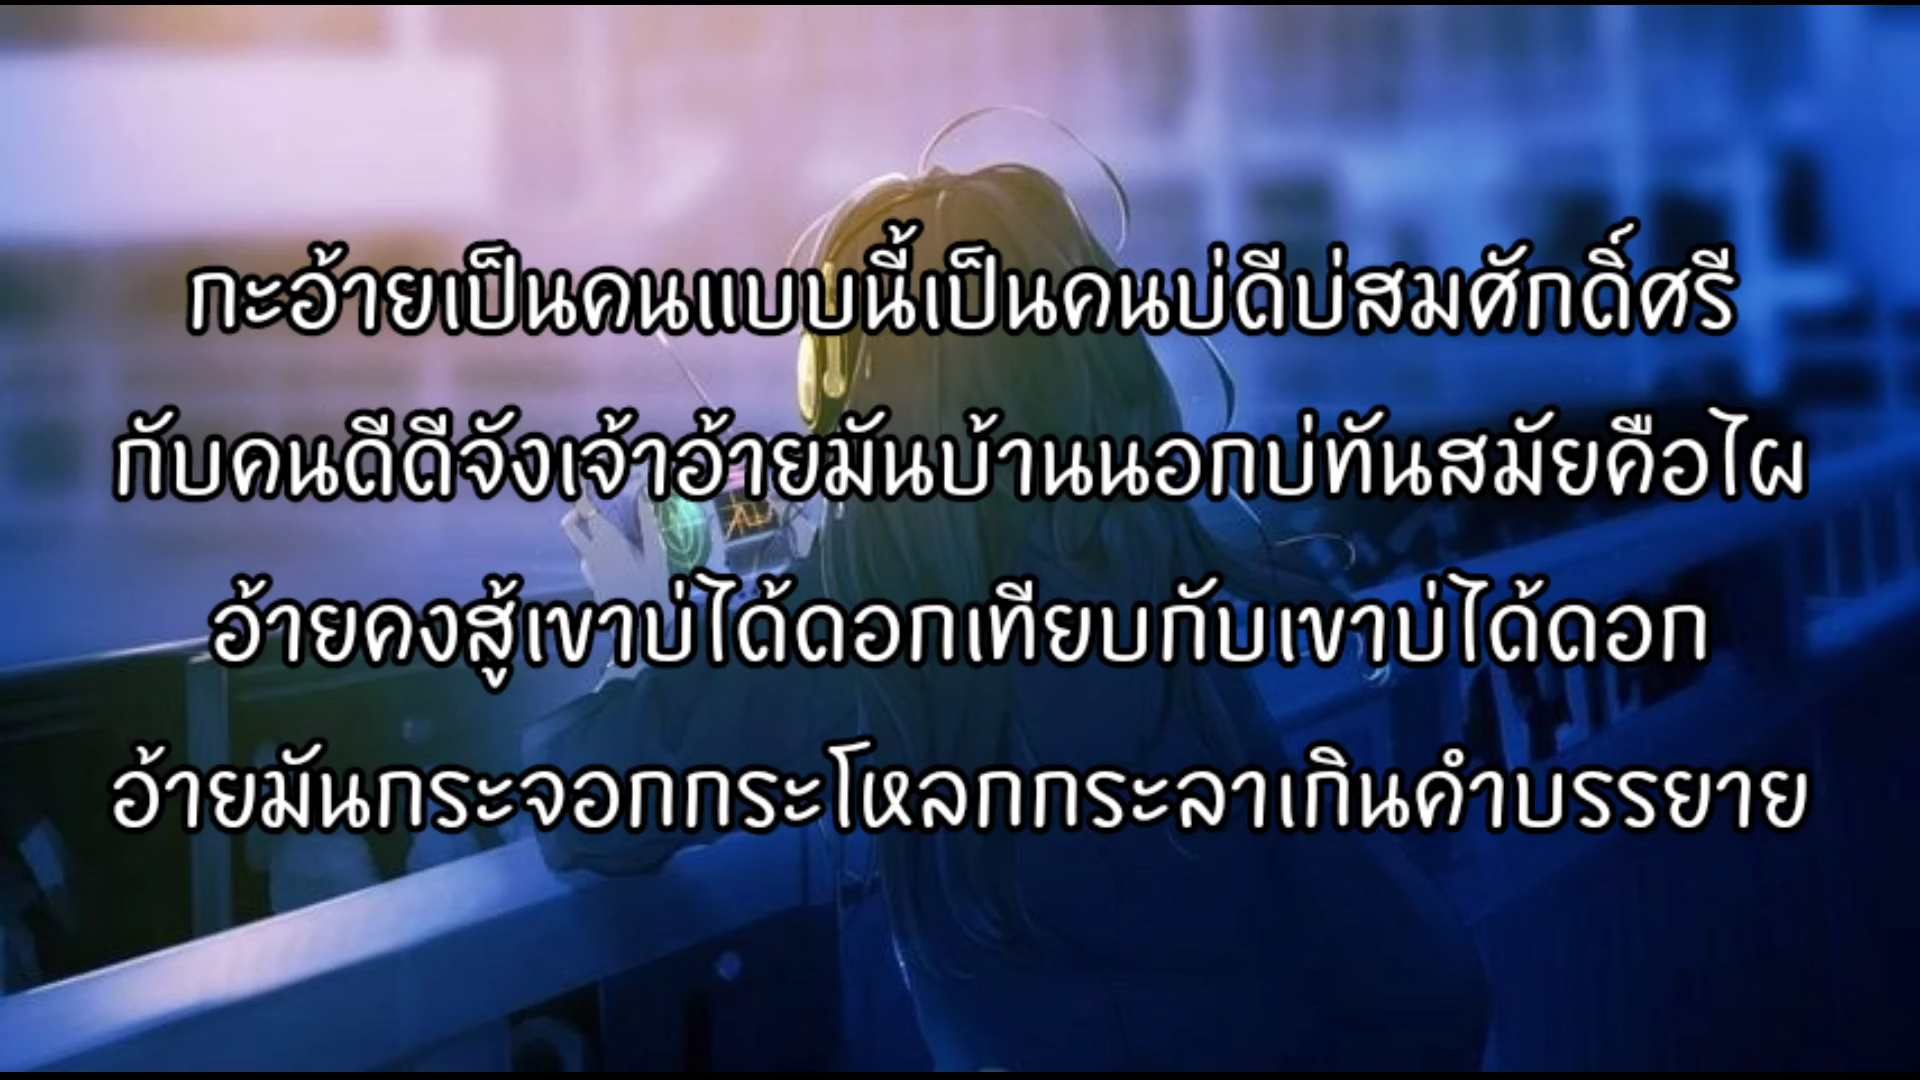 กะอ้ายเป็นคนแบบนี้เป็นคนบ่ดีบ่สมศักดิ์ศรี
กับคนดีดีจังเจ้าอ้ายมันบ้านนอกบ่ทันสมัยคือไผ
อ้ายคงสู้เขาบ่ได้ดอกเทียบกับเขาบ่ได้ดอก
อ้ายมันกระจอกกระโหลกกระลาเกินคำบรรยาย